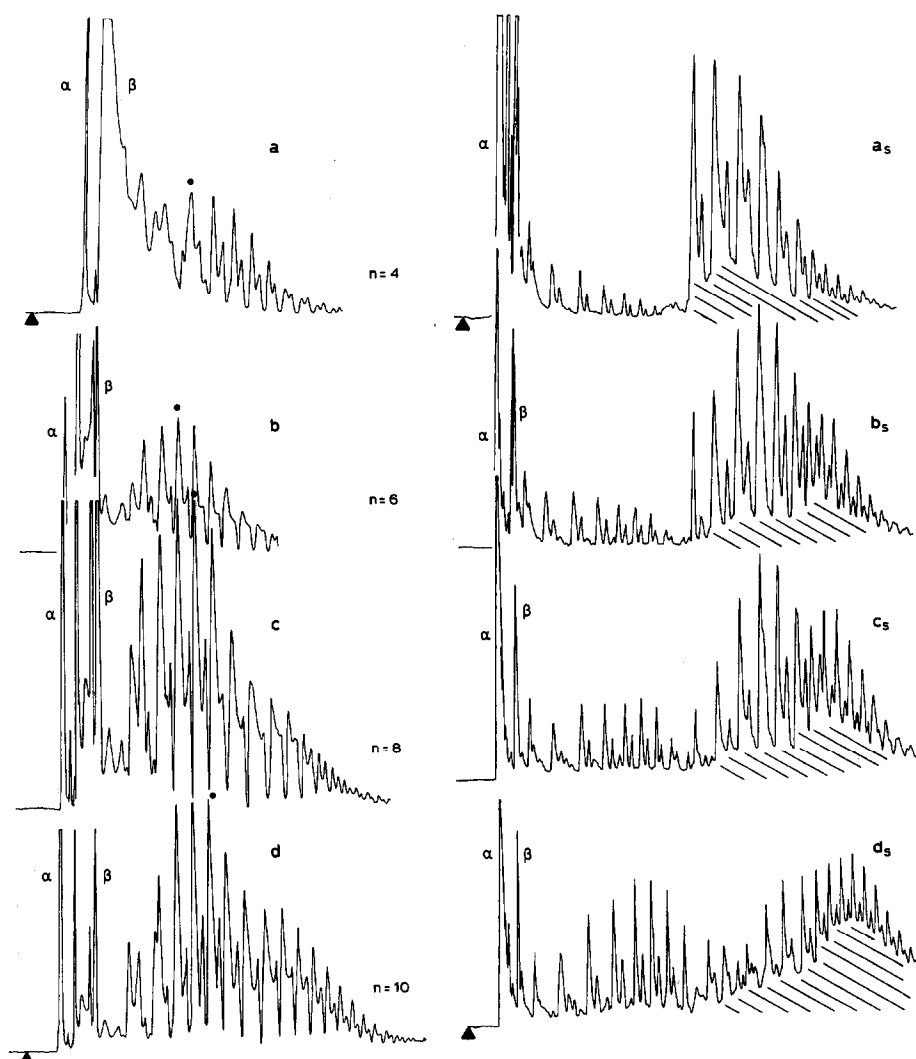 α β a n=4
α a_s
α β b n=6
α β b_s
α β c n=8
α β c_s
α β d n=10
α β d_s